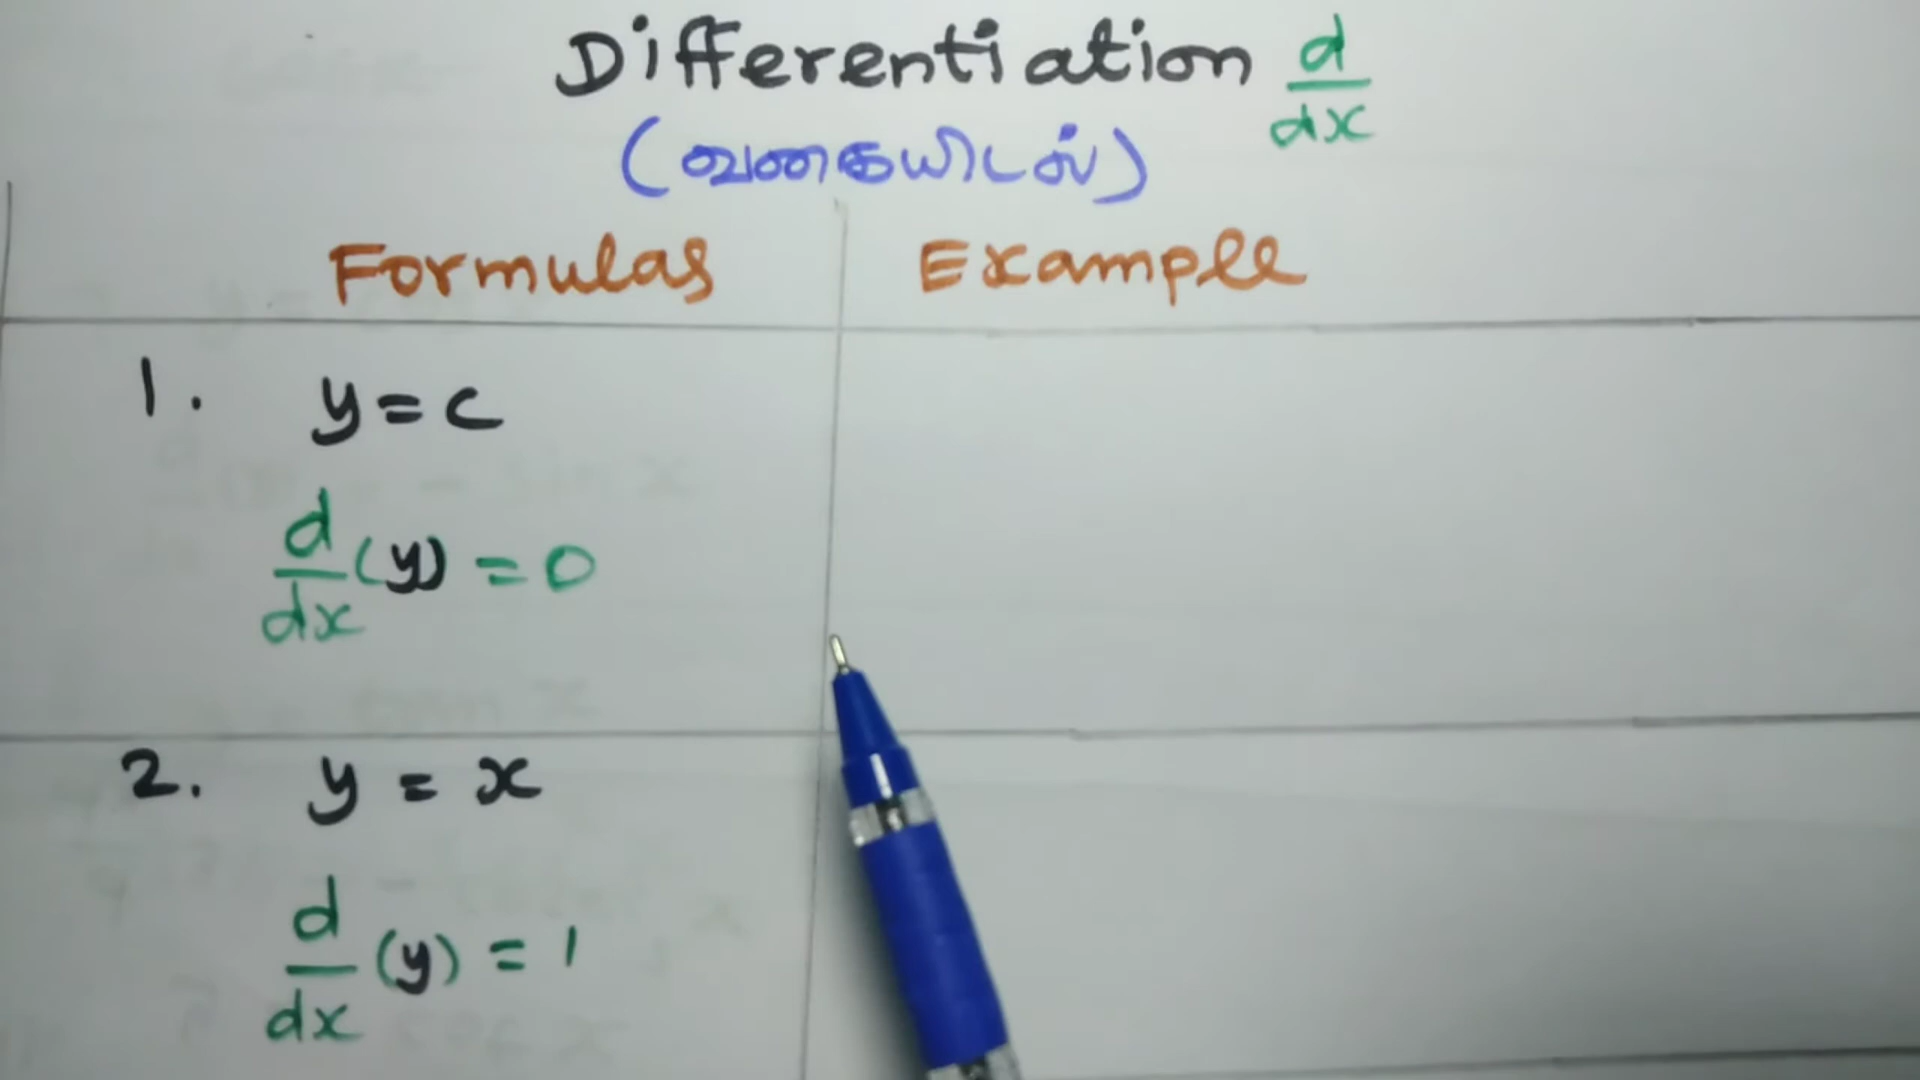 Differentiation d/dx
(வகையிடல்)
Formulas Example
1. y = c
d/dx (y) = 0
2. y = x
d/dx (y) = 1